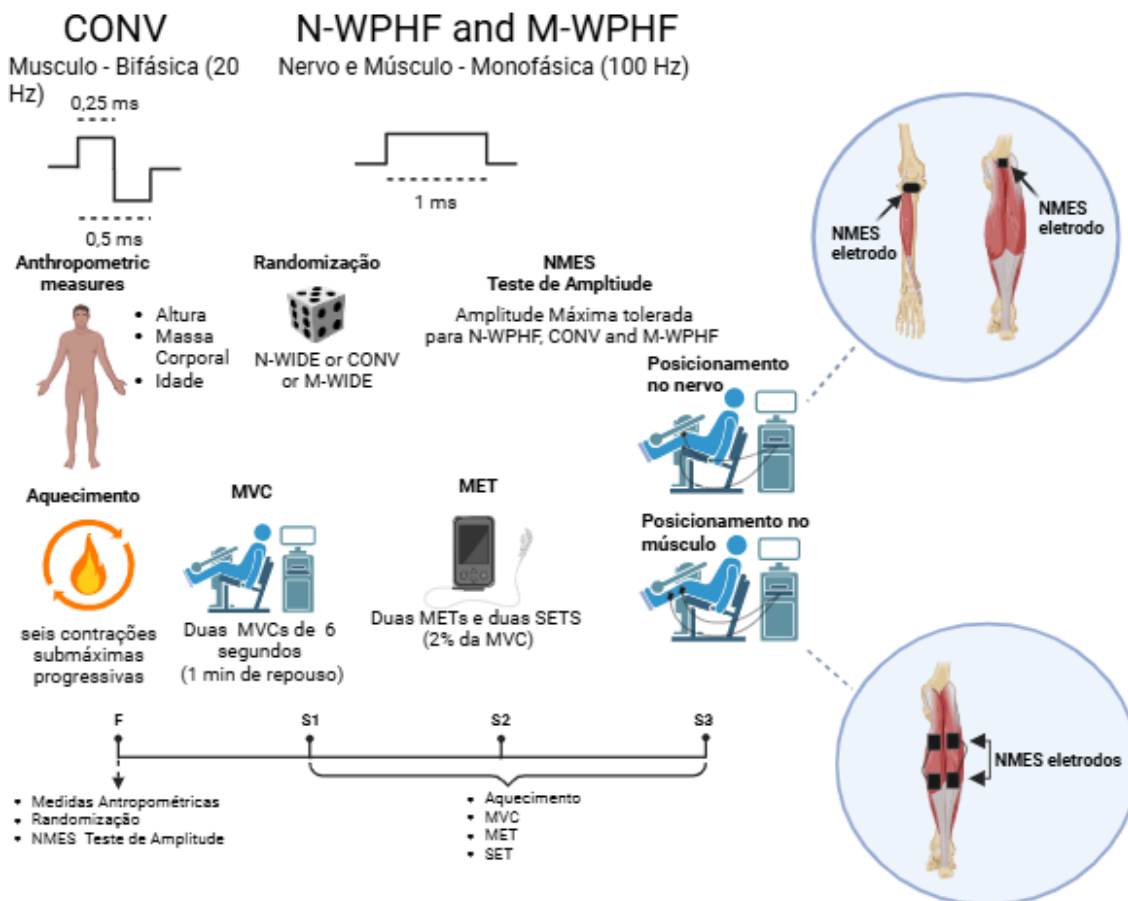 CONV
Musculo - Bifásica (20
Hz)
0,25 ms
0,5 ms
N-WPHF and M-WPHF
Nervo e Músculo - Monofásica (100 Hz)
1 ms
Anthropometric
measures
• Altura
• Massa
Corporal
• Idade
Randomização
N-WIDE or CONV
or M-WIDE
NMES
Teste de Ampltiude
Amplitude Máxima tolerada
para N-WPHF, CONV and M-WPHF
Posicionamento
no nervo
NMES
eletrodo
NMES
eletrodo
Aquecimento
seis contrações
submáximas
progressivas
MVC
Duas MVCs de 6
segundos
(1 min de repouso)
MET
Duas METs e duas SETS
(2% da MVC)
Posicionamento no
músculo
NMES eletrodos
F
S1
S2
S3
• Medidas Antropométricas
• Randomização
• NMES Teste de Amplitude
• Aquecimento
• MVC
• MET
• SET